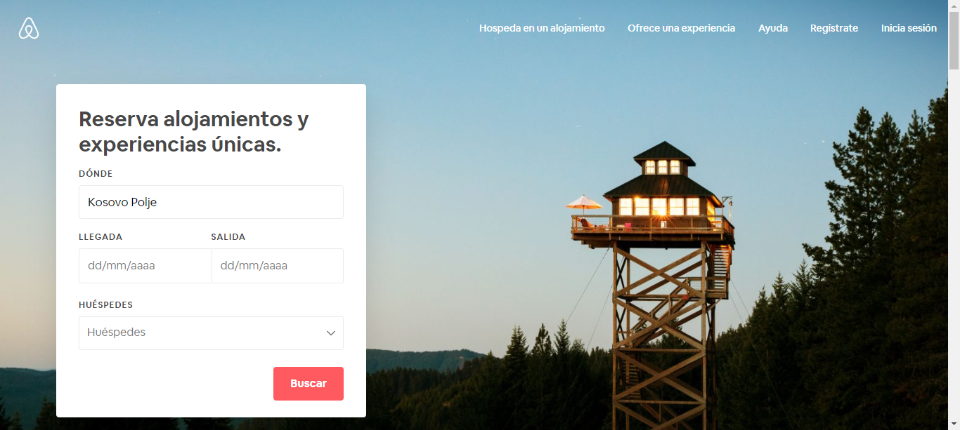 Hospeda en un alojamiento
Ofrece una experiencia
Ayuda
Regístrate
Inicia sesión
Reserva alojamientos y
experiencias únicas.
DÓNDE
Kosovo Polje
LLEGADA
SALIDA
dd/mm/aaaa
dd/mm/aaaa
HUÉSPEDES
Huéspedes
Buscar